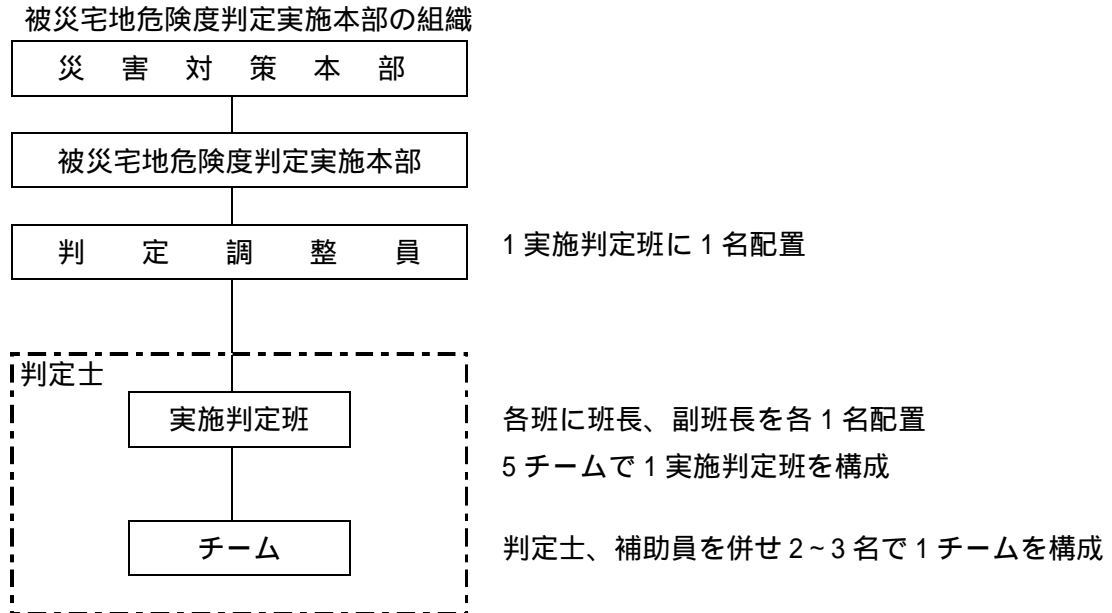 被災宅地危険度判定実施本部の組織
災害対策本部
被災宅地危険度判定実施本部
判定調整員
1実施判定班に1名配置
判定士
実施判定班
各班に班長、副班長を各1名配置
5チームで1実施判定班を構成
チーム
判定士、補助員を併せ2~3名で1チームを構成